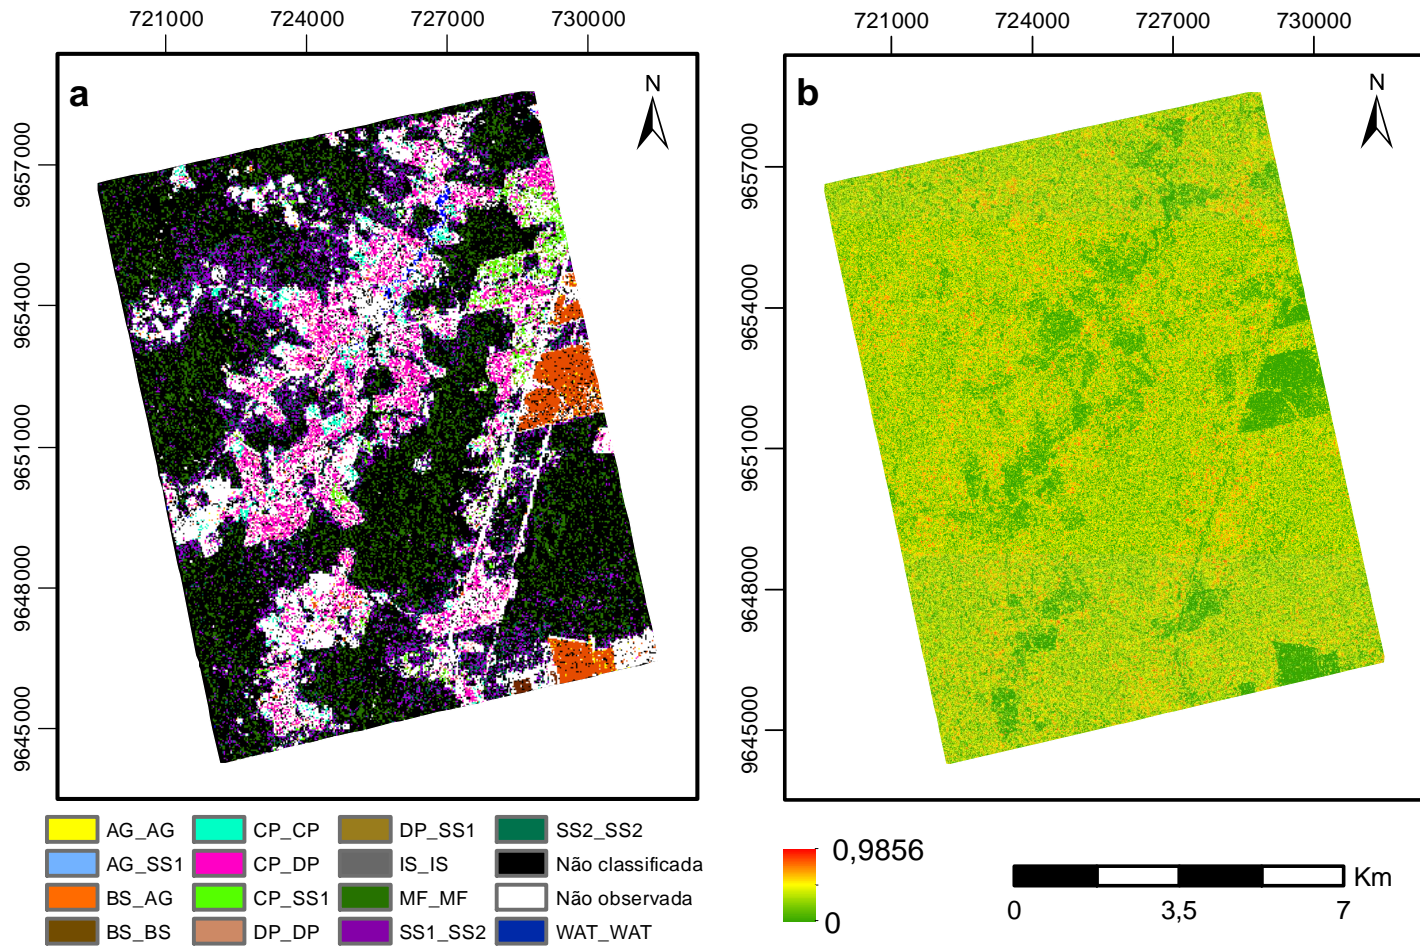 721000 724000 727000 730000
721000 724000 727000 730000
a
N
b
N
9657000
9654000
9651000
9648000
9645000
9657000
9654000
9651000
9648000
9645000
AG_AG CP_CP DP_SS1 SS2_SS2
AG_SS1 CP_DP IS_IS Não classificada
BS_AG CP_SS1 MF_MF Não observada
BS_BS DP_DP SS1_SS2 WAT_WAT
0,9856
0
Km
0 3,5 7